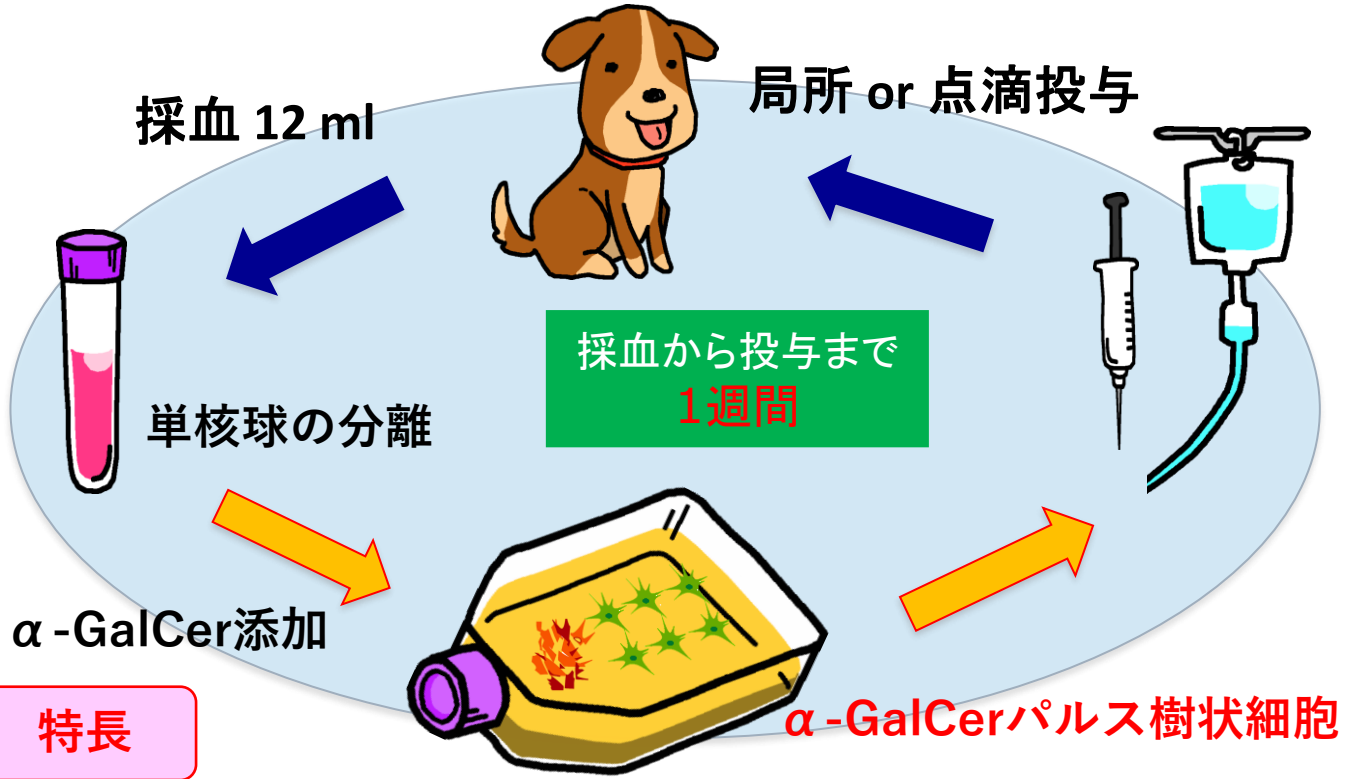 採血 12 ml
局所 or 点滴投与
採血から投与まで
1週間
単核球の分離
α-GalCer添加
α-GalCerパルス樹状細胞
特長